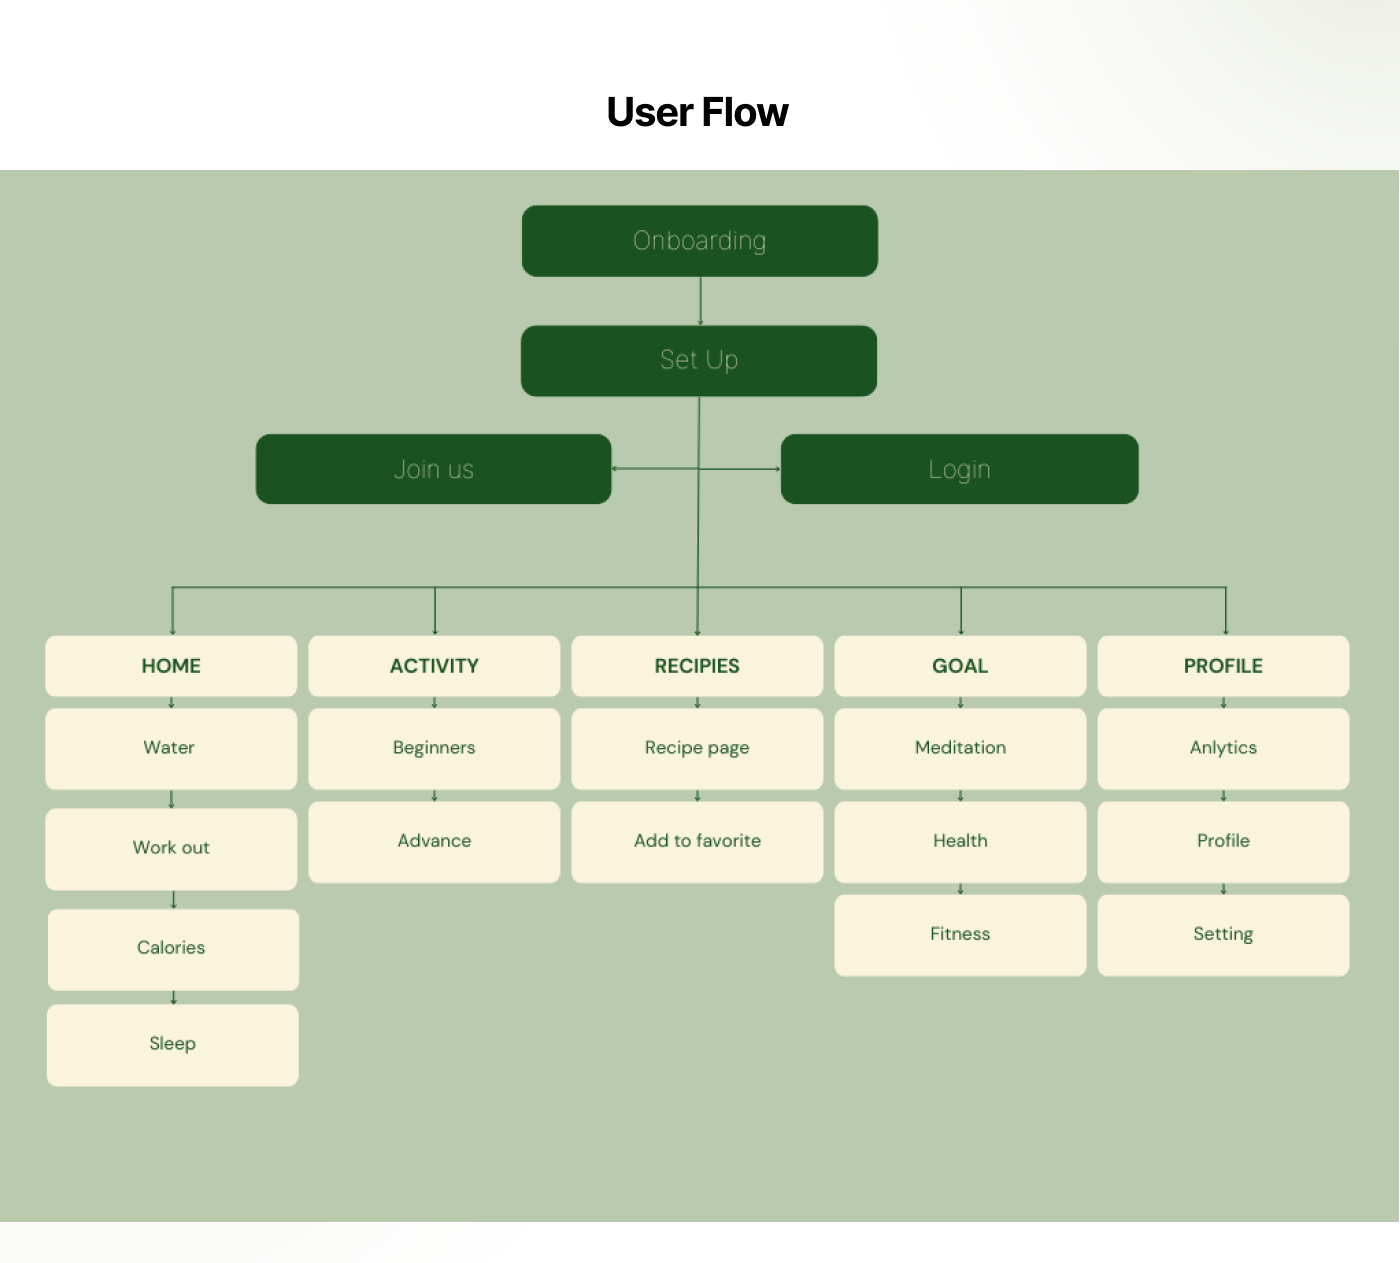 User Flow
Onboarding
Set Up
Join us
Login
HOME
ACTIVITY
RECIPIES
GOAL
PROFILE
Water
Beginners
Recipe page
Meditation
Anlytics
Work out
Advance
Add to favorite
Health
Profile
Calories
Fitness
Setting
Sleep